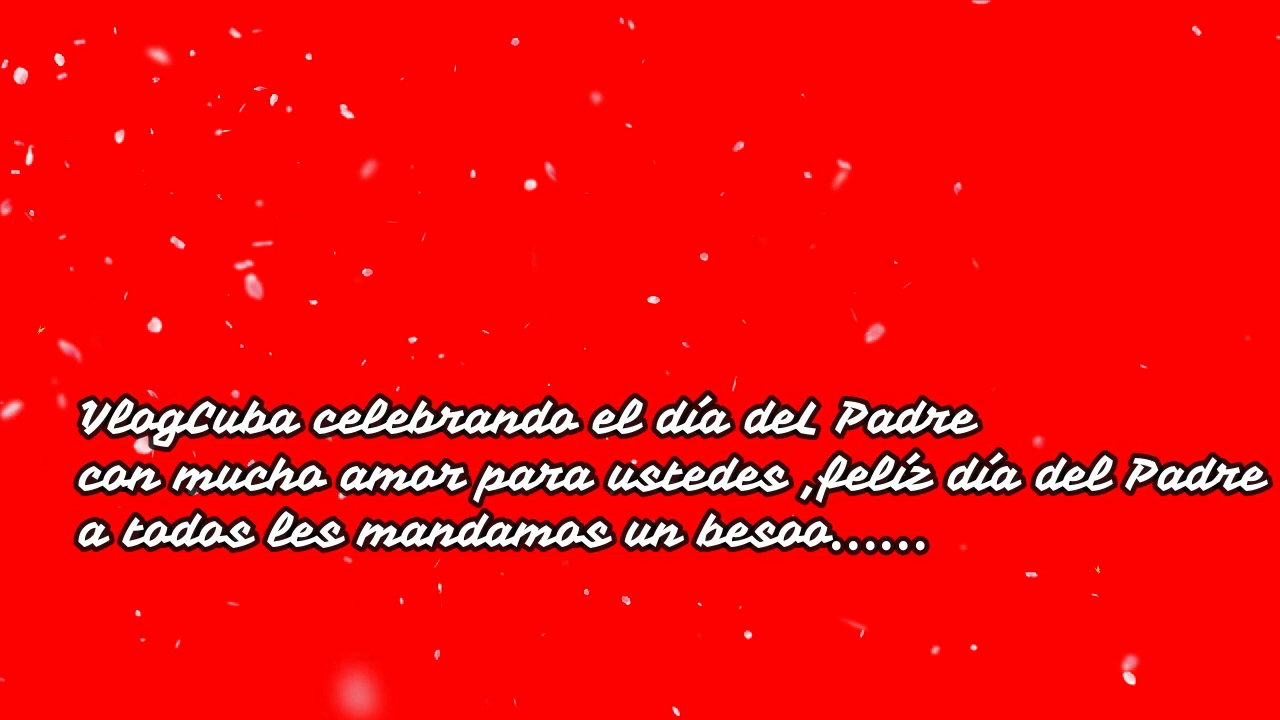 VlogCuba celebrando el día deL Padre
con mucho amor para ustedes ,felíz día del Padre
a todos les mandamos un besoo......